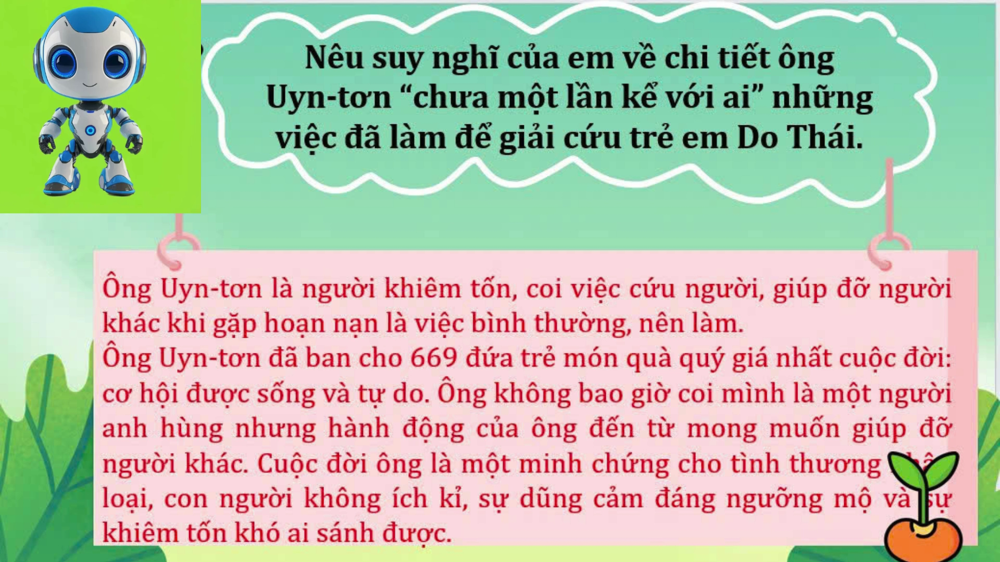 Nêu suy nghĩ của em về chi tiết ông
Uyn-tơn “chưa một lần kể với ai” những
việc đã làm để giải cứu trẻ em Do Thái.
Ông Uyn-tơn là người khiêm tốn, coi việc cứu người, giúp đỡ người
khác khi gặp hoạn nạn là việc bình thường, nên làm.
Ông Uyn-tơn đã ban cho 669 đứa trẻ món quà quý giá nhất cuộc đời:
cơ hội được sống và tự do. Ông không bao giờ coi mình là một người
anh hùng nhưng hành động của ông đến từ mong muốn giúp đỡ
người khác. Cuộc đời ông là một minh chứng cho tình thương
loại, con người không ích kỉ, sự dũng cảm đáng ngưỡng mộ và sự
khiêm tốn khó ai sánh được.